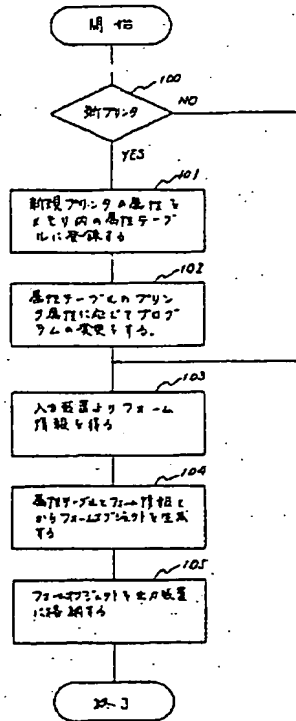 開始
100
新プリンタ
NO
YES
101
新規プリンタの属性を
メモリ内の属性テーブ
ルに登録する
102
属性テーブルのプリン
タ属性に応じてプログ
ラムの変更をする。
103
入力装置よりフォーム
情報を得る
104
属性テーブルとフォーム情報と
からフォームオブジェクトを生成
する
105
フォームオブジェクトを出力装置
に格納する
終了